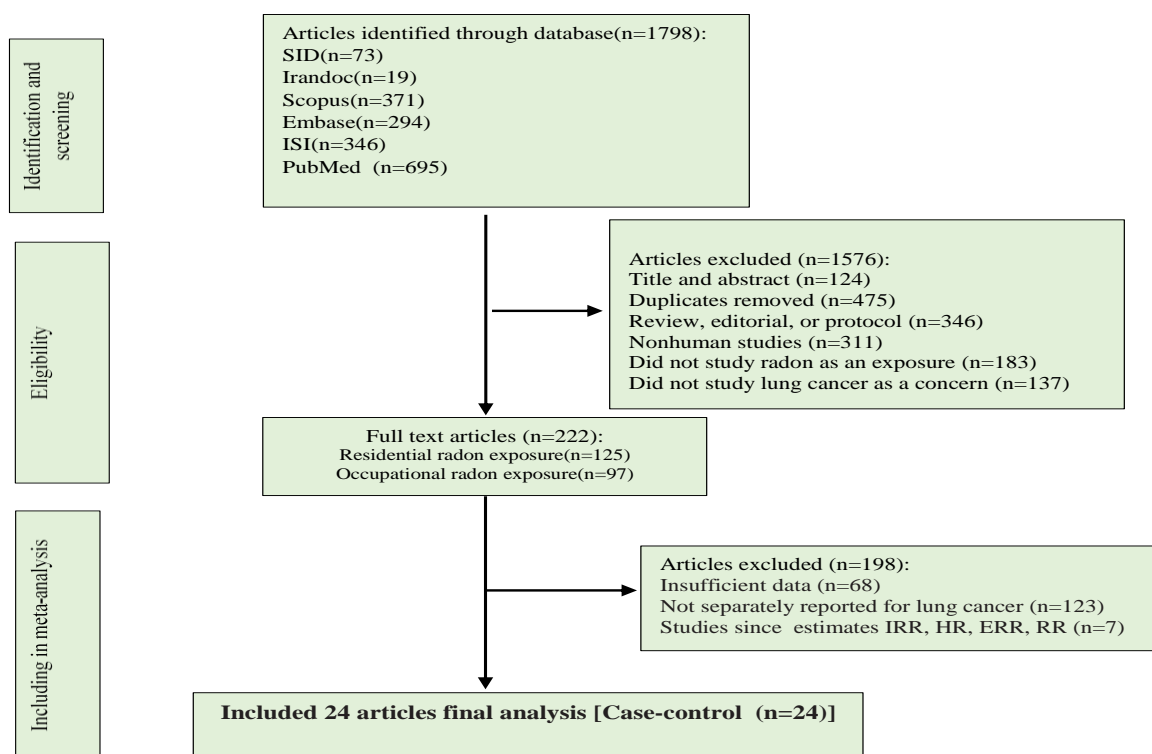 Identification and
screening
Articles identified through database(n=1798):
SID(n=73)
Irandoc(n=19)
Scopus(n=371)
Embase(n=294)
ISI(n=346)
PubMed (n=695)
Eligibility
Articles excluded (n=1576):
Title and abstract (n=124)
Duplicates removed (n=475)
Review, editorial, or protocol (n=346)
Nonhuman studies (n=311)
Did not study radon as an exposure (n=183)
Did not study lung cancer as a concern (n=137)
Full text articles (n=222):
Residential radon exposure(n=125)
Occupational radon exposure(n=97)
Including in meta-analysis
Articles excluded (n=198):
Insufficient data (n=68)
Not separately reported for lung cancer (n=123)
Studies since estimates IRR, HR, ERR, RR (n=7)
Included 24 articles final analysis [Case-control (n=24)]